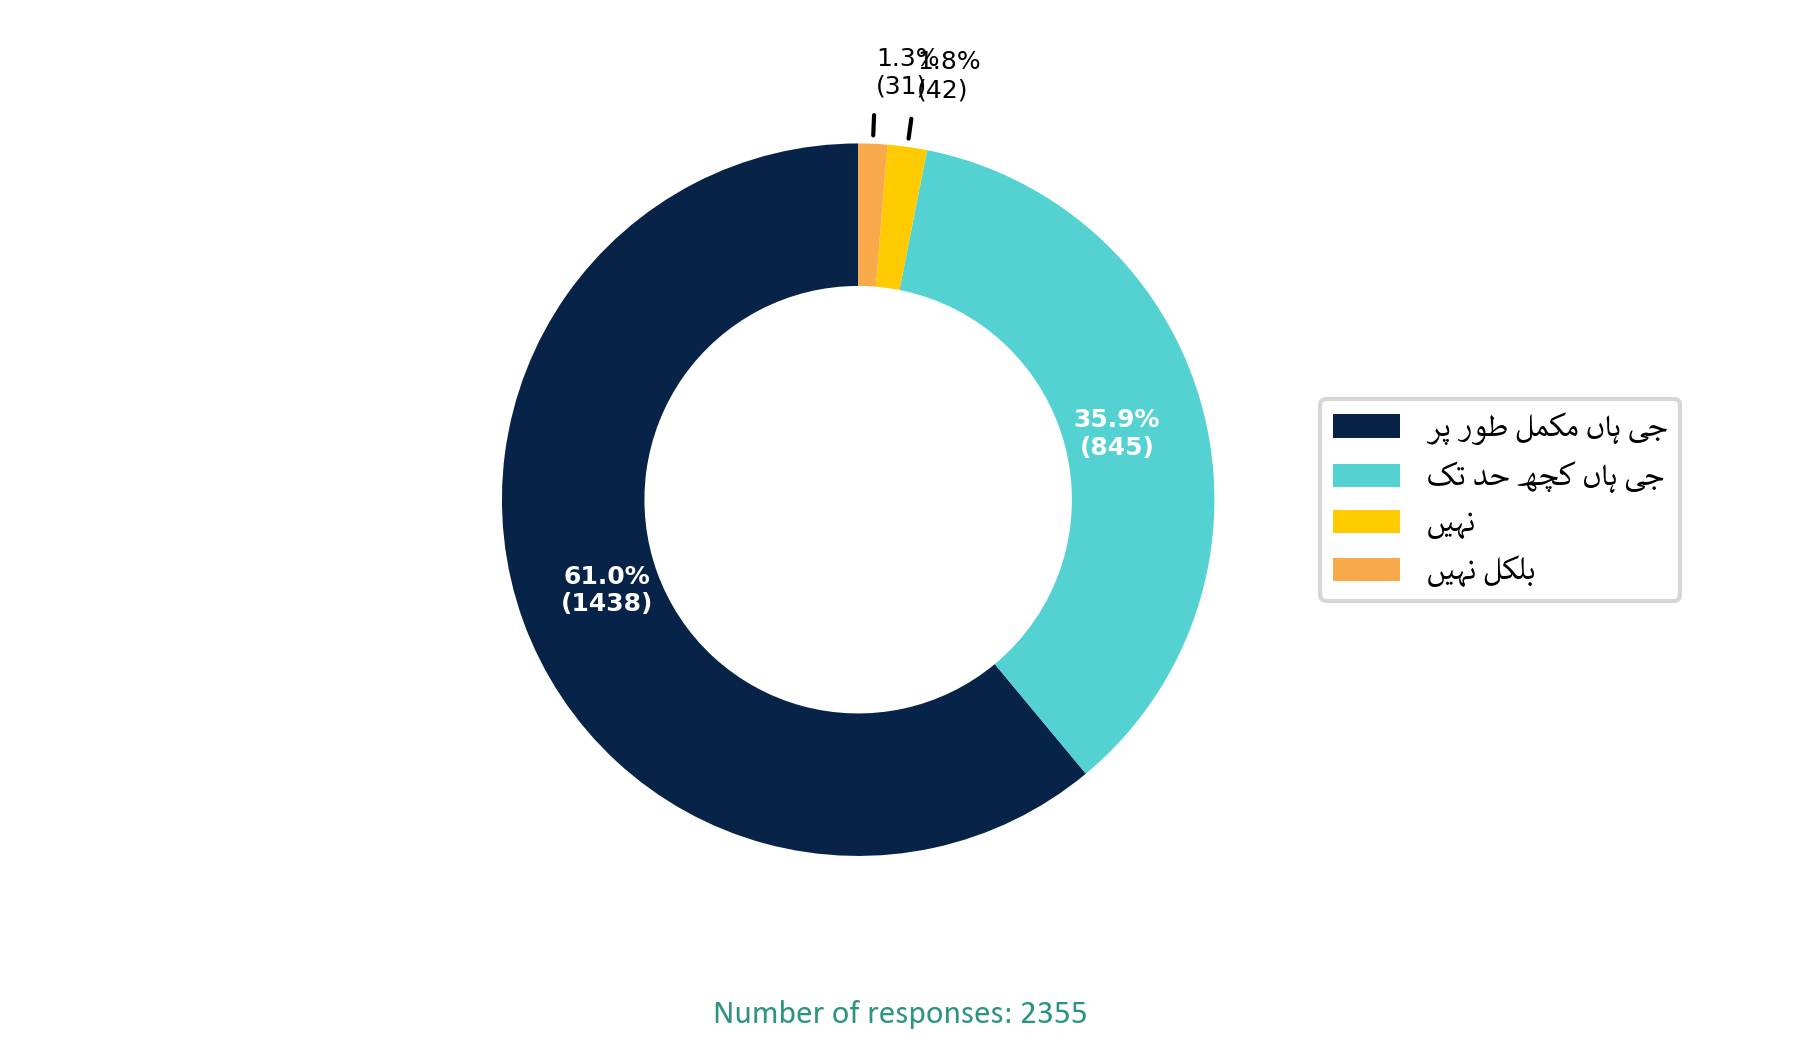 1.3%
(31)
1.8%
(42)
35.9%
(845)
61.0%
(1438)
جی ہاں مکمل طور پر
جی ہاں کچھ حد تک
نہیں
بلکل نہیں
Number of responses: 2355